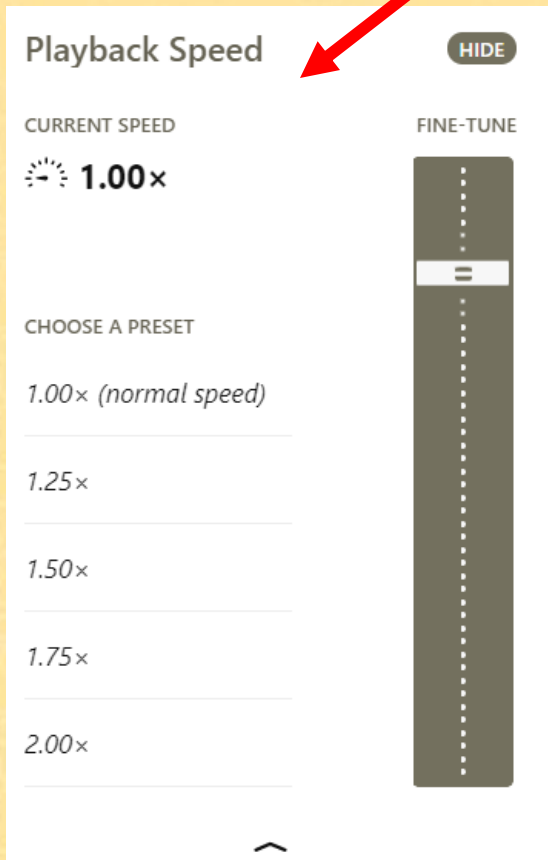 Playback Speed
HIDE
CURRENT SPEED
1.00×
FINE-TUNE
CHOOSE A PRESET
1.00× (normal speed)
1.25×
1.50×
1.75×
2.00×